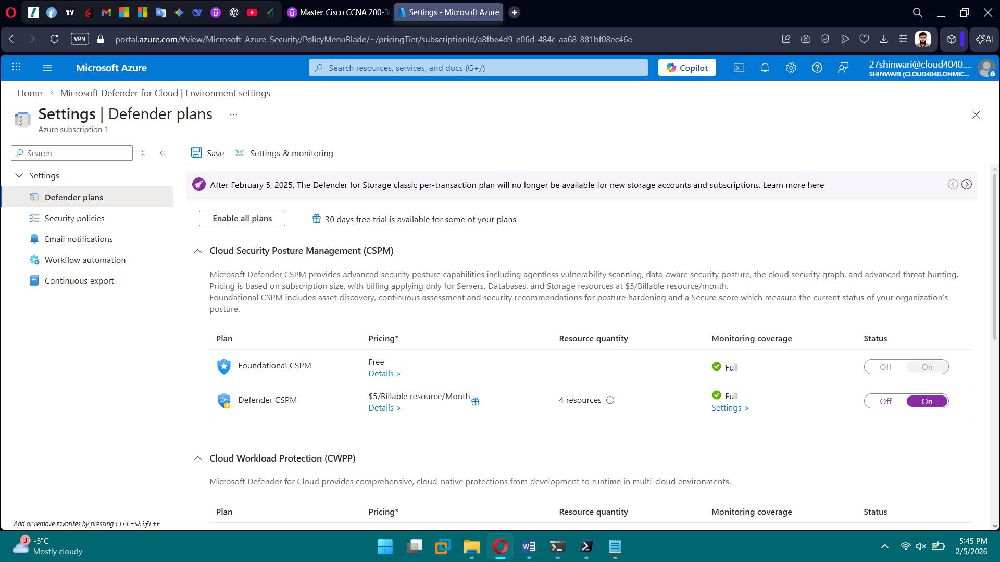 Master Cisco CCNA 200-30
Settings - Microsoft Azure
VPN
portal.azure.com/#view/Microsoft_Azure_Security/PolicyMenuBlade/~/pricingTier/subscriptionId/a8fbe4d9-e06d-484c-aa68-881bf08ec46e
AI
Microsoft Azure
Search resources, services, and docs (G+/)
Copilot
27shinwari@cloud4040....
SHINWARI (CLOUD4040.ONMIC...
Home
Microsoft Defender for Cloud | Environment settings
Settings | Defender plans
...
Azure subscription 1
Search
Save
Settings & monitoring
Settings
Defender plans
Security policies
Email notifications
Workflow automation
Continuous export
After February 5, 2025, The Defender for Storage classic per-transaction plan will no longer be available for new storage accounts and subscriptions. Learn more here
Enable all plans
30 days free trial is available for some of your plans
Cloud Security Posture Management (CSPM)
Microsoft Defender CSPM provides advanced security posture capabilities including agentless vulnerability scanning, data-aware security posture, the cloud security graph, and advanced threat hunting.
Pricing is based on subscription size, with billing applying only for Servers, Databases, and Storage resources at $5/Billable resource/month.
Foundational CSPM includes asset discovery, continuous assessment and security recommendations for posture hardening and a Secure score which measure the current status of your organization's
posture.
Plan Pricing* Resource quantity Monitoring coverage Status
Foundational CSPM Free Full Off On
Details >
Defender CSPM $5/Billable resource/Month 4 resources Full Off On
Details > Settings >
Cloud Workload Protection (CWPP)
Microsoft Defender for Cloud provides comprehensive, cloud-native protections from development to runtime in multi-cloud environments.
Plan Pricing* Resource quantity Monitoring coverage Status
Add or remove favorites by pressing Ctrl+Shift+F
3
-5°C
Mostly cloudy
5:45 PM
2/5/2026